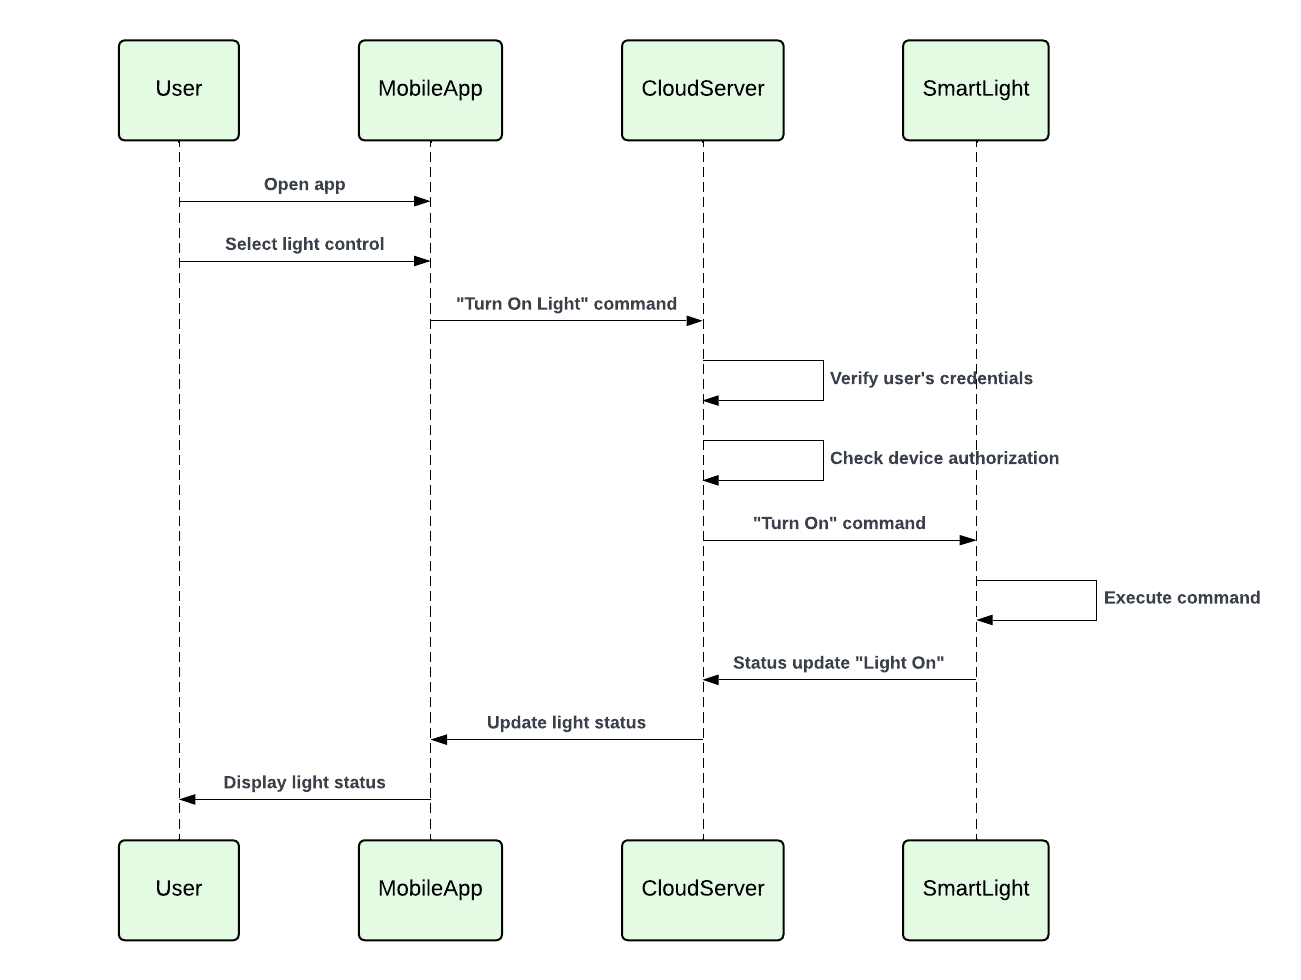 User
MobileApp
CloudServer
SmartLight
Open app
Select light control
"Turn On Light" command
Verify user's credentials
Check device authorization
"Turn On" command
Execute command
Status update "Light On"
Update light status
Display light status
User
MobileApp
CloudServer
SmartLight